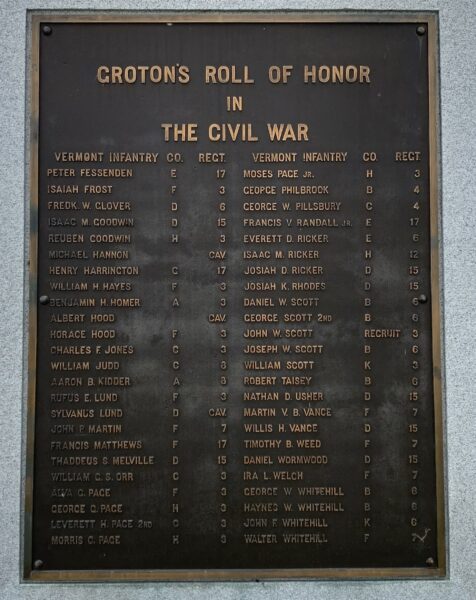 GROTON'S ROLL OF HONOR
IN
THE CIVIL WAR
VERMONT INFANTRY CO. REGT.
PETER FESSENDEN E 17
ISAIAH FROST F 3
FREDK. W. GLOVER D 6
ISAAC M. GOODWIN D 15
REUBEN GOODWIN H 3
MICHAEL HANNON CAV.
HENRY HARRINGTON C 17
WILLIAM H. HAYES F 3
BENJAMIN H. HOMER A 3
ALBERT HOOD CAV.
HORACE HOOD F 3
CHARLES F. JONES C 3
WILLIAM JUDD C 8
AARON B. KIDDER A 8
RUFUS E. LUND F 3
SYLVANUS LUND D CAV.
JOHN P. MARTIN F 7
FRANCIS MATTHEWS F 17
THADDEUS S. MELVILLE D 15
WILLIAM G. S. ORR C 3
ALVA G. PAGE F 3
GEORGE G. PAGE H 3
LEVERETT H. PAGE 2ND C 3
MORRIS G. PAGE H 3
VERMONT INFANTRY CO. REGT.
MOSES PAGE JR. H 3
GEORGE PHILBROOK B 4
GEORGE W. PILLSBURY C 4
FRANCIS V. RANDALL JR. E 17
EVERETT D. RICKER E 6
ISAAC M. RICKER H 12
JOSIAH D. RICKER D 15
JOSIAH K. RHODES D 15
DANIEL W. SCOTT B 6
GEORGE SCOTT 2ND B 6
JOHN W. SCOTT RECRUIT 3
JOSEPH W. SCOTT B 6
WILLIAM SCOTT K 3
ROBERT TAISEY B 6
NATHAN D. USHER D 15
MARTIN V. B. VANCE F 7
WILLIS H. VANCE D 15
TIMOTHY B. WEED F 7
DANIEL WORMWOOD D 15
IRA L. WELCH F 7
GEORGE W. WHITEHILL B 6
HAYNES W. WHITEHILL B 6
JOHN F. WHITEHILL K 6
WALTER WHITEHILL F